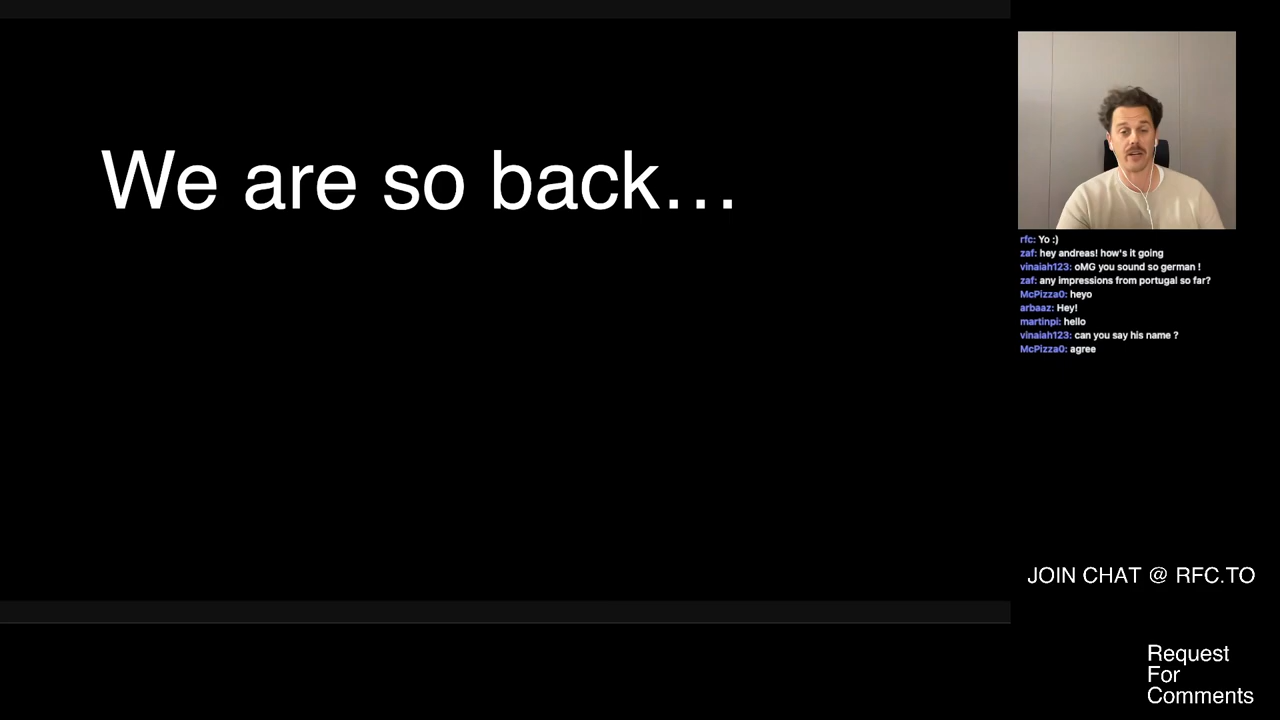 We are so back…
rfc: Yo :)
zaf: hey andreas! how's it going
vinaiah123: oMG you sound so german !
zaf: any impressions from portugal so far?
McPizza0: heyo
arbaaz: Hey!
martinpi: hello
vinaiah123: can you say his name ?
McPizza0: agree
JOIN CHAT @ RFC.TO
Request
For
Comments